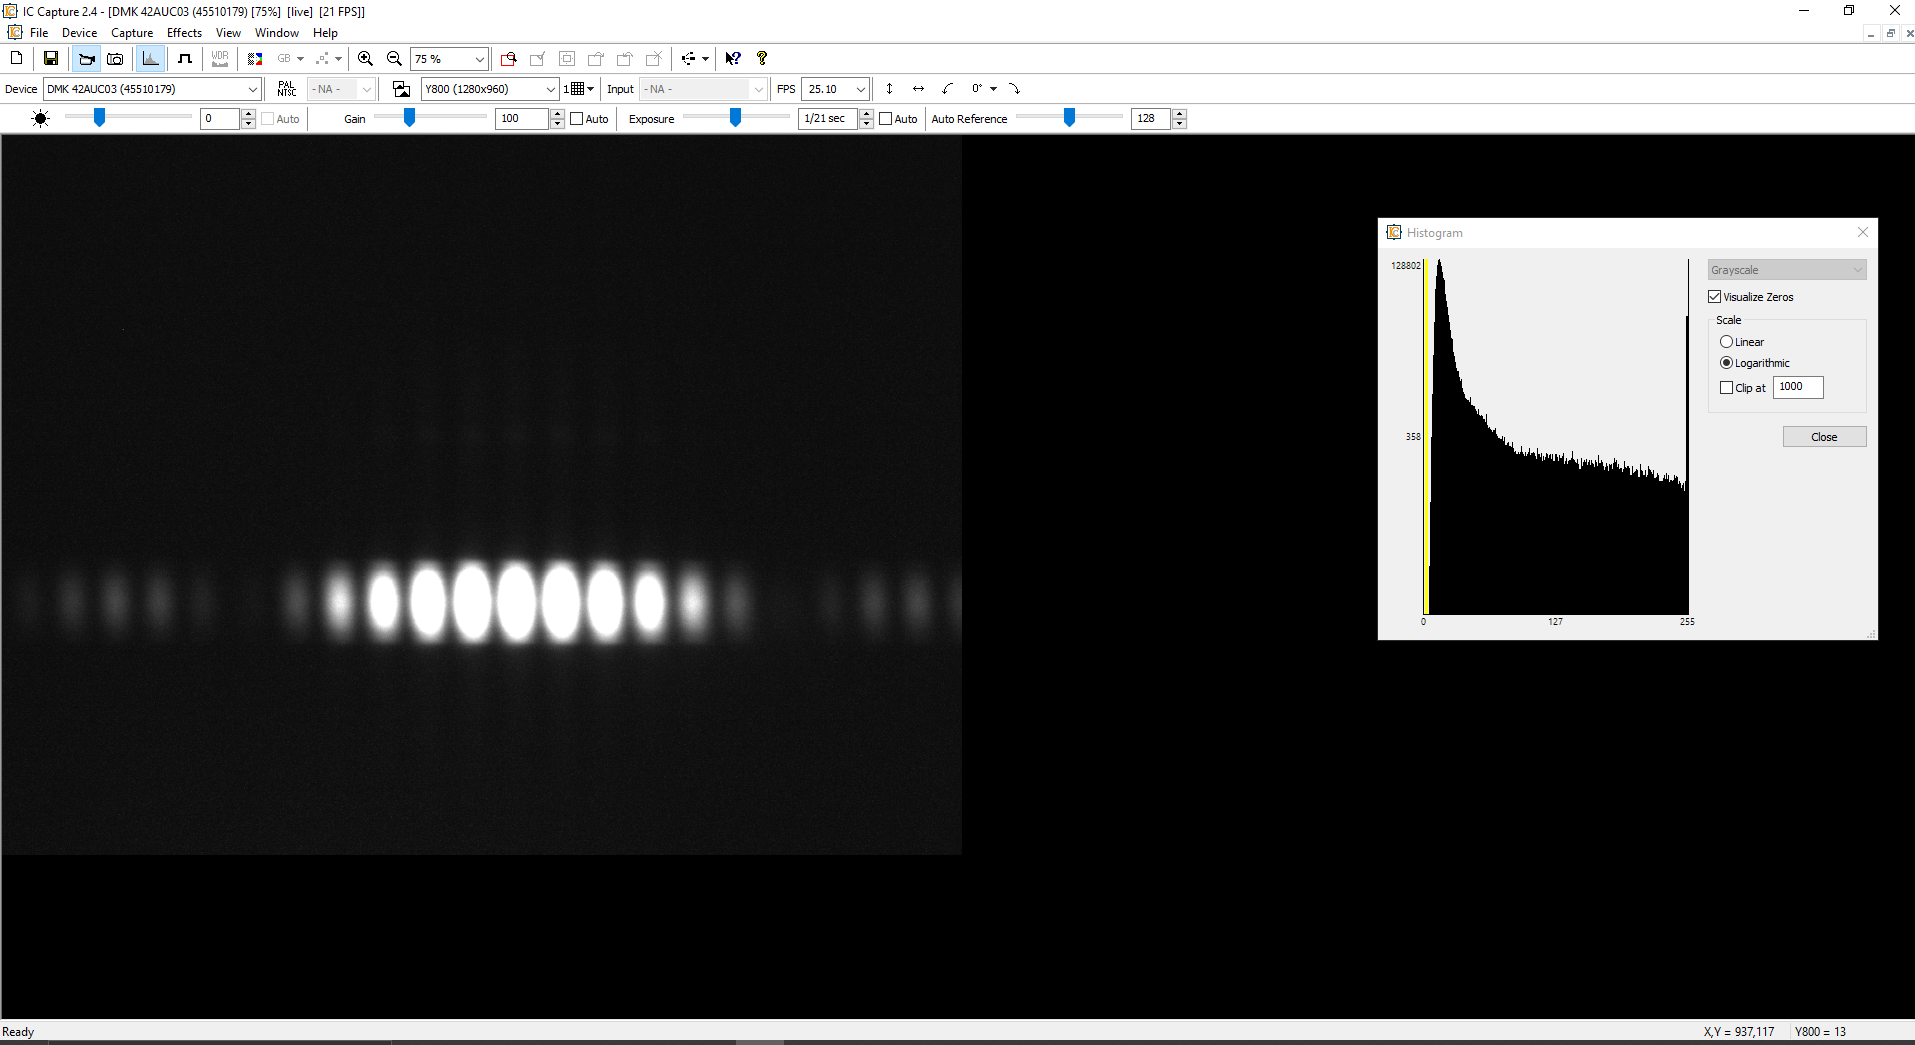 IC Capture 2.4 - [DMK 42AUC03 (45510179) [75%]  [live]  [21 FPS]]
File Device Capture Effects View Window Help
WDR GB 75 %
Device DMK 42AUC03 (45510179) PAL NTSC - NA - Y800 (1280x960) 1 Input - NA - FPS 25.10 0°
0 Auto Gain 100 Auto Exposure 1/21 sec Auto Auto Reference 128
Histogram
128802
358
0 127 255
Grayscale
Visualize Zeros
Scale
Linear
Logarithmic
Clip at 1000
Close
Ready X,Y = 937,117 Y800 = 13